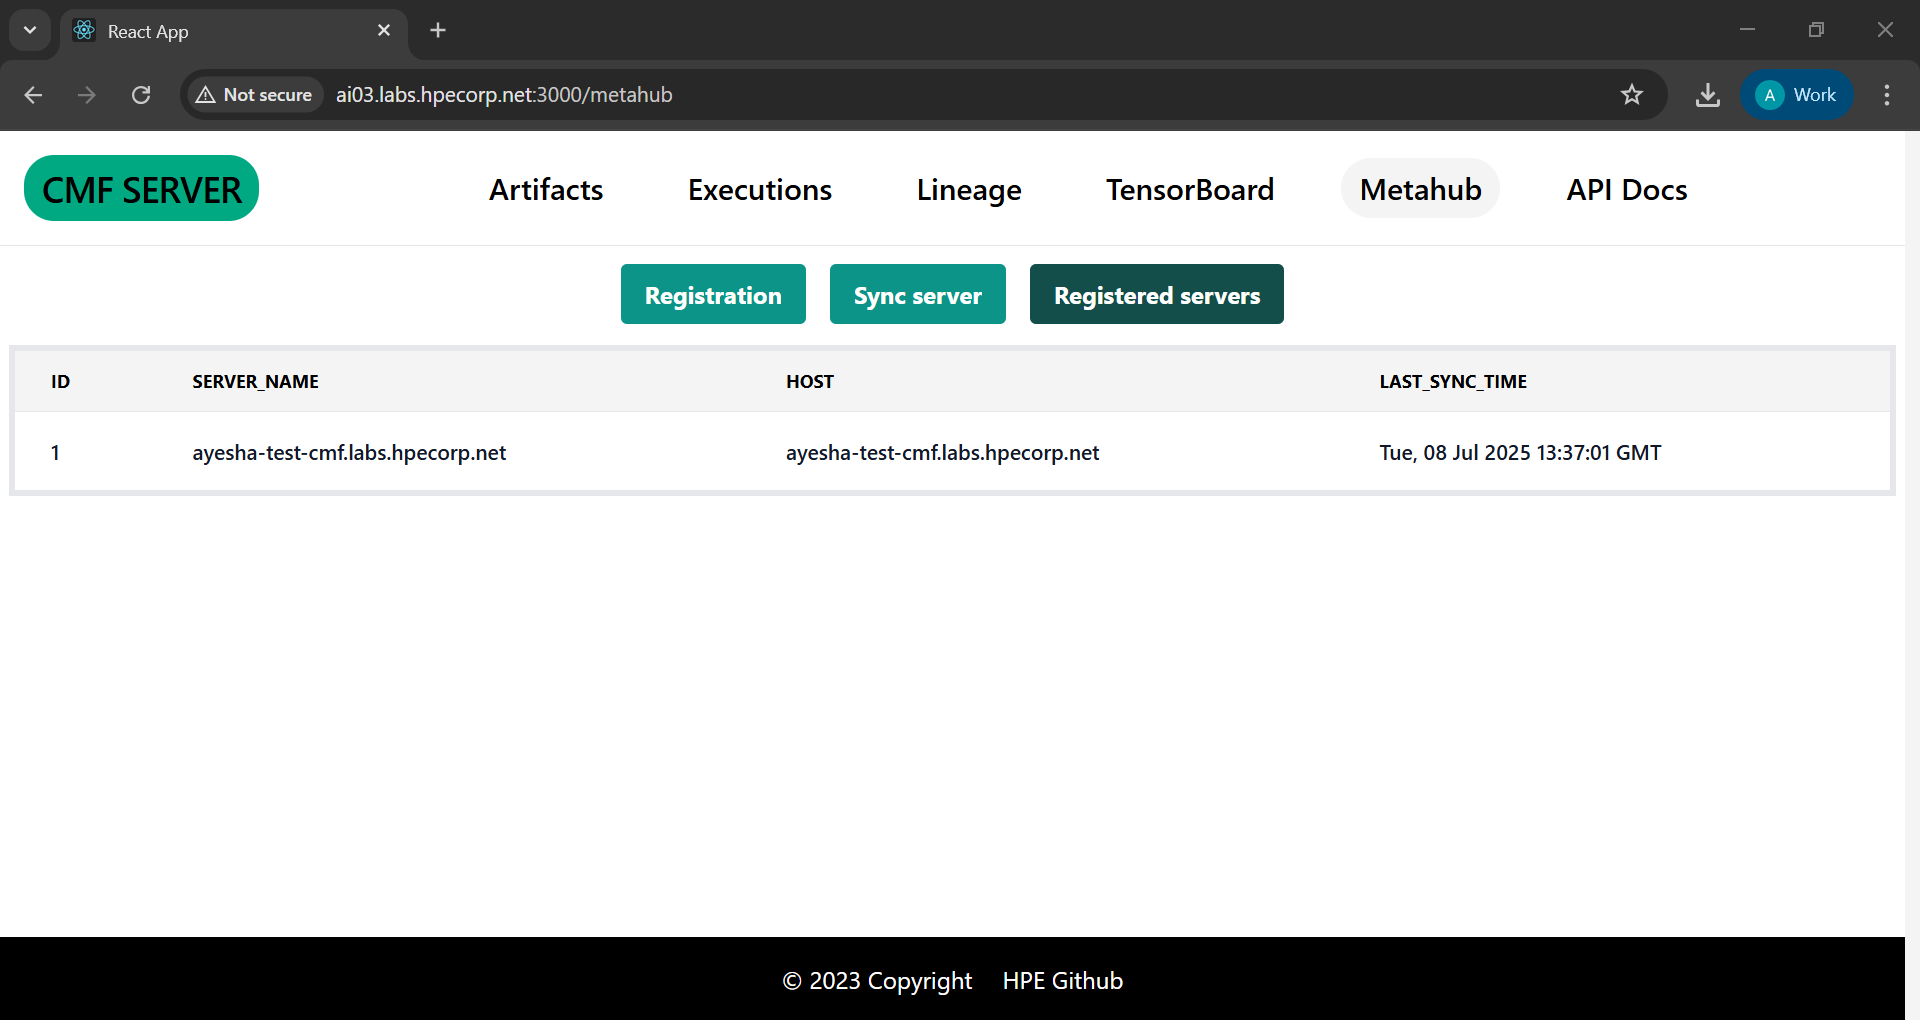 React App
Not secure
ai03.labs.hpecorp.net:3000/metahub
A Work
CMF SERVER
Artifacts
Executions
Lineage
TensorBoard
Metahub
API Docs
Registration
Sync server
Registered servers
ID SERVER_NAME HOST LAST_SYNC_TIME
1 ayesha-test-cmf.labs.hpecorp.net ayesha-test-cmf.labs.hpecorp.net Tue, 08 Jul 2025 13:37:01 GMT
© 2023 Copyright HPE Github